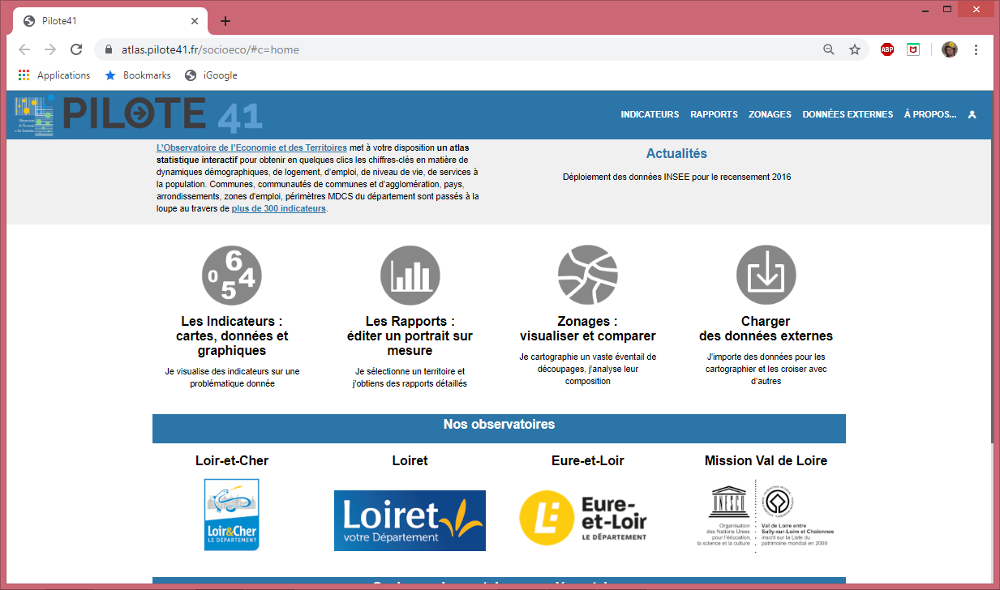 Pilote41
atlas.pilote41.fr/socioeco/#c=home
ABP
Applications
Bookmarks
iGoogle
PILOTE 41
INDICATEURS
RAPPORTS
ZONAGES
DONNÉES EXTERNES
À PROPOS...
L'Observatoire de l'Economie et des Territoires met à votre disposition un atlas
statistique interactif pour obtenir en quelques clics les chiffres-clés en matière de
dynamiques démographiques, de logement, d'emploi, de niveau de vie, de services à
la population. Communes, communautés de communes et d'agglomération, pays,
arrondissements, zones d'emploi, périmètres MDCS du département sont passés à la
loupe au travers de plus de 300 indicateurs.
Actualités
Déploiement des données INSEE pour le recensement 2016
0 6 5 4
Les Indicateurs :
cartes, données et
graphiques
Je visualise des indicateurs sur une
problématique donnée
Les Rapports :
éditer un portrait sur
mesure
Je sélectionne un territoire et
j'obtiens des rapports détaillés
Zonages :
visualiser et comparer
Je cartographie un vaste éventail de
découpages, j'analyse leur
composition
Charger
des données externes
J'importe des données pour les
cartographier et les croiser avec
d'autres
Nos observatoires
Loir-et-Cher
Loir&Cher
LE DÉPARTEMENT
Loiret
Loiret
votre Département
Eure-et-Loir
Eure-
et-Loir
LE DÉPARTEMENT
Mission Val de Loire
UNESCO
Organisation
des Nations Unies
pour l'éducation,
la science et la culture
Val de Loire entre
Sully-sur-Loire et Chalonnes
inscrit sur la Liste du
patrimoine mondial en 2000